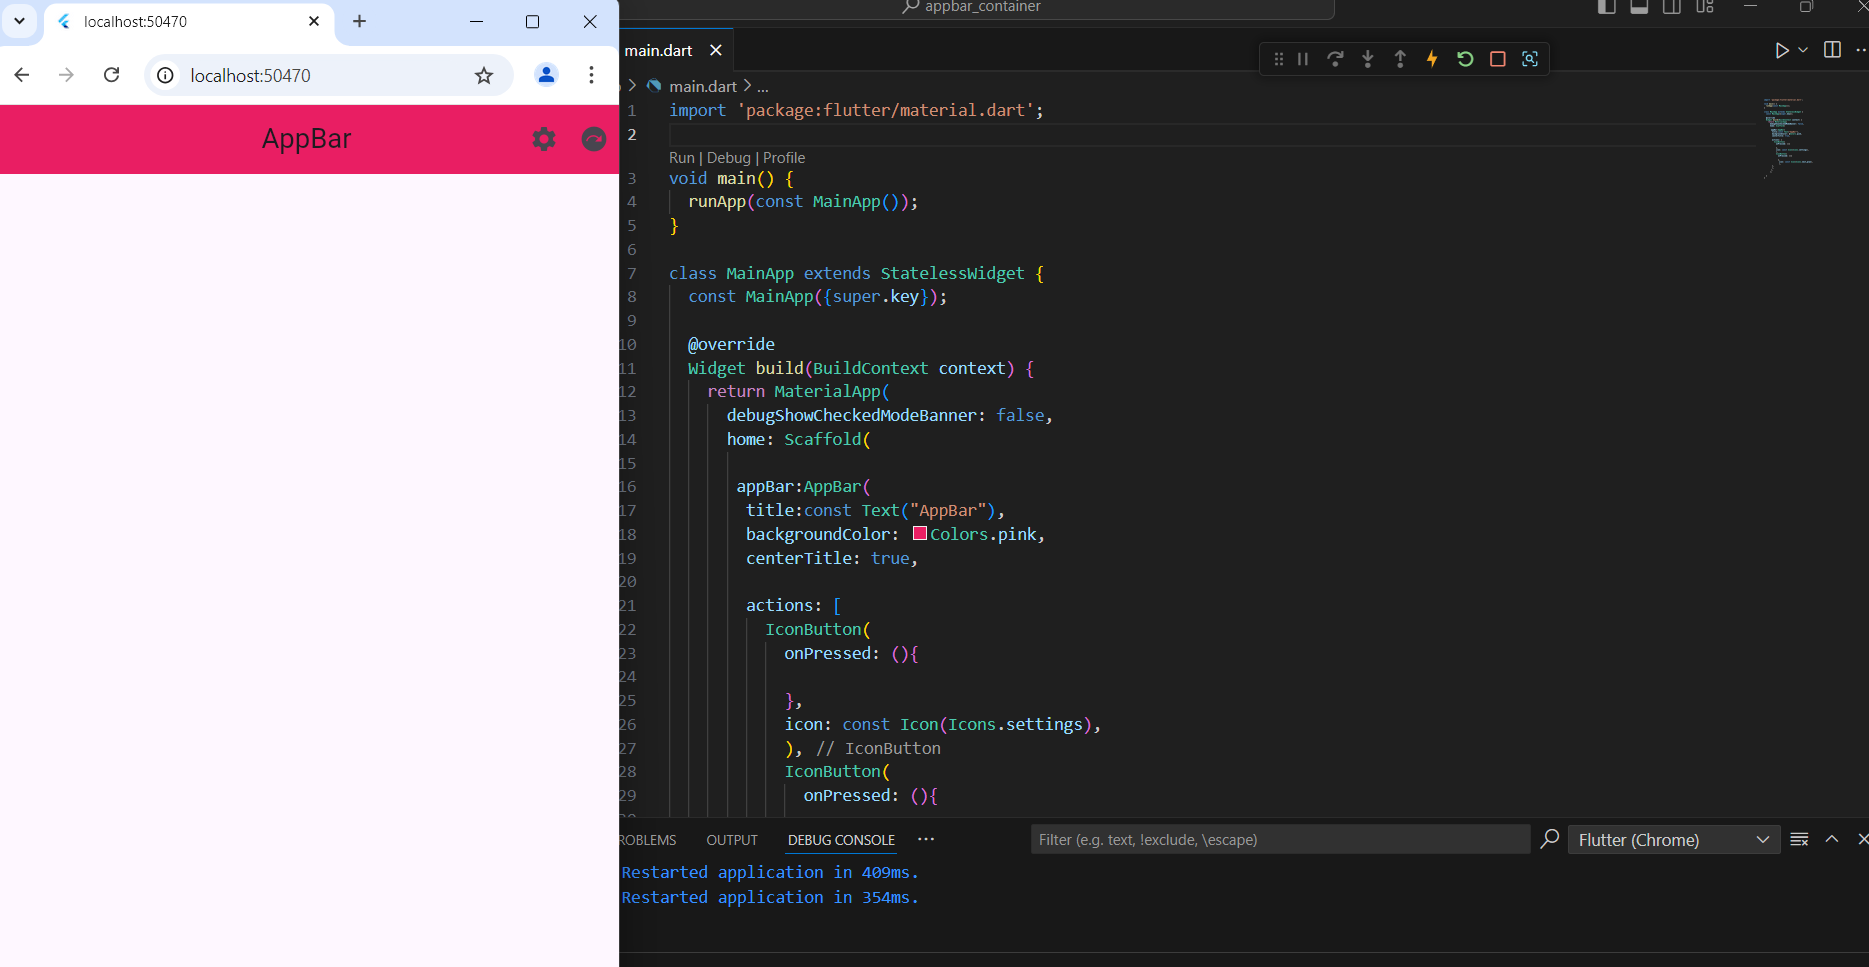 localhost:50470
localhost:50470
AppBar
appbar_container
main.dart
main.dart > ...
1 import 'package:flutter/material.dart';
2
Run | Debug | Profile
3 void main() {
4 runApp(const MainApp());
5 }
6
7 class MainApp extends StatelessWidget {
8 const MainApp({super.key});
9
10 @override
11 Widget build(BuildContext context) {
12 return MaterialApp(
13 debugShowCheckedModeBanner: false,
14 home: Scaffold(
15
16 appBar:AppBar(
17 title:const Text("AppBar"),
18 backgroundColor: Colors.pink,
19 centerTitle: true,
20
21 actions: [
22 IconButton(
23 onPressed: (){
24
25 },
26 icon: const Icon(Icons.settings),
27 ), // IconButton
28 IconButton(
29 onPressed: (){
ROBLEMS OUTPUT DEBUG CONSOLE ...
Filter (e.g. text, !exclude, \escape)
Flutter (Chrome)
Restarted application in 409ms.
Restarted application in 354ms.